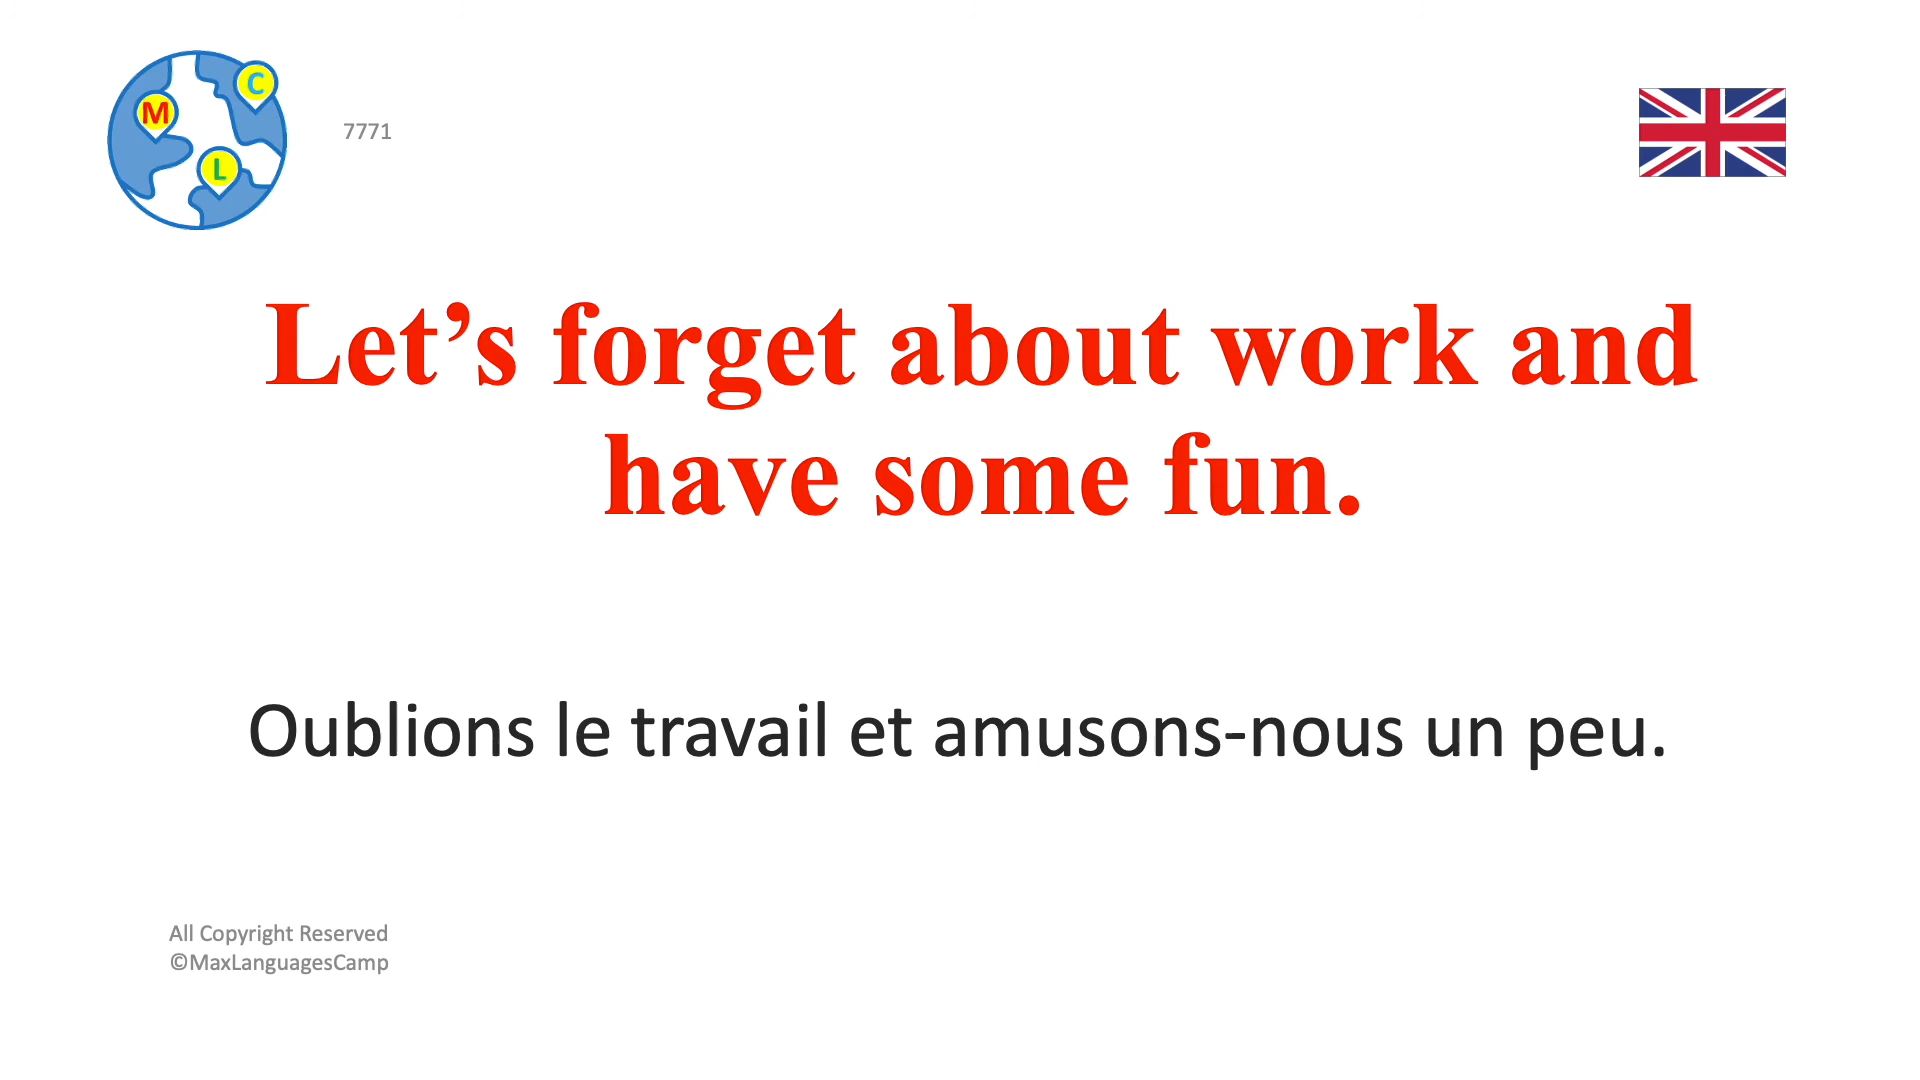 M
C
L
7771
Let’s forget about work and
have some fun.
Oublions le travail et amusons-nous un peu.
All Copyright Reserved
©MaxLanguagesCamp